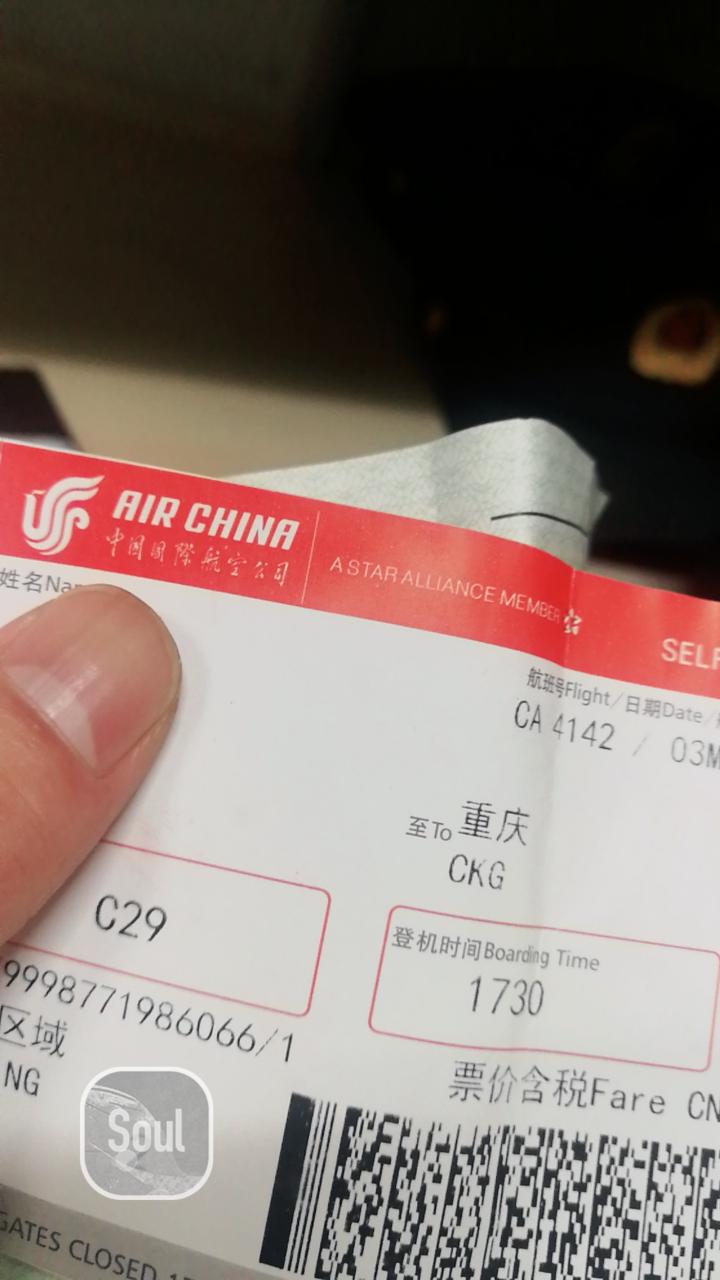 AIR CHINA
中国国际航空公司
A STAR ALLIANCE MEMBER
SELF
姓名Na
航班号Flight/日期Date/
CA 4142 / 03M
至To 重庆
CKG
C29
登机时间Boarding Time
1730
9998771986066/1
区域
NG
票价含税Fare CN
Soul
GATES CLOSED